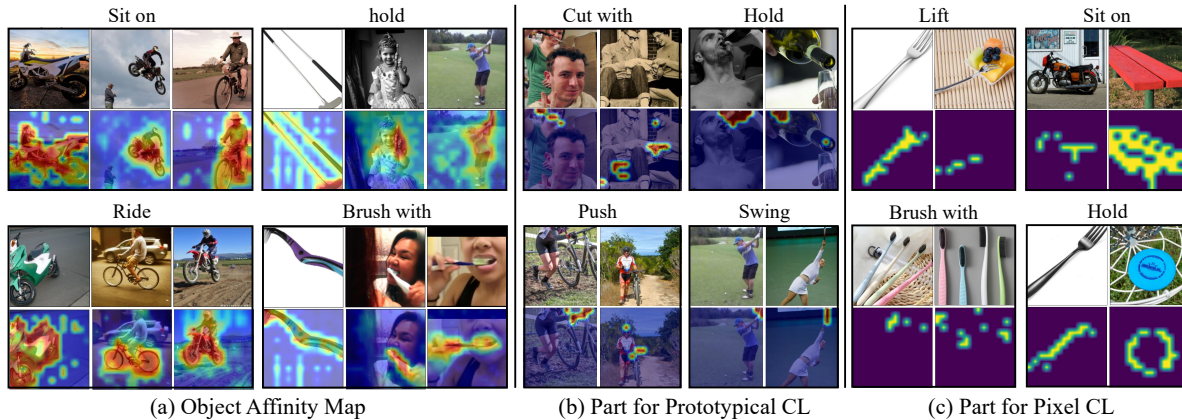 Sit on hold Cut with Hold Lift Sit on
Ride Brush with Push Swing Brush with Hold
(a) Object Affinity Map (b) Part for Prototypical CL (c) Part for Pixel CL